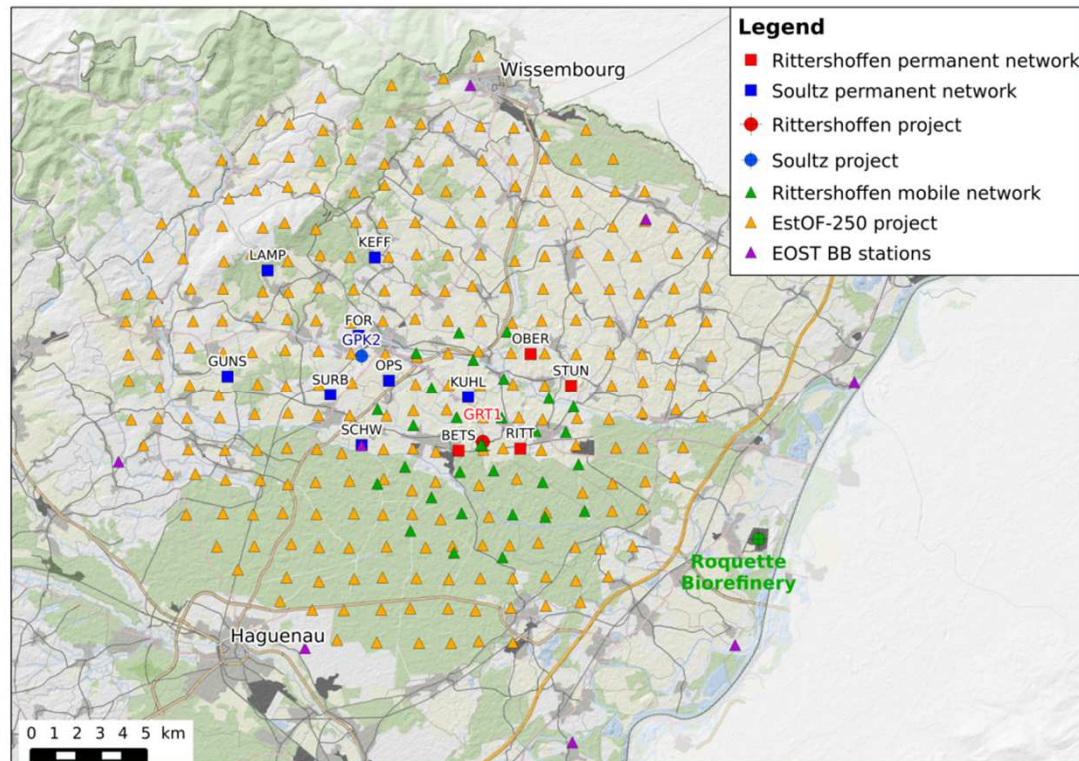 Legend
Rittershoffen permanent network
Soultz permanent network
Rittershoffen project
Soultz project
Rittershoffen mobile network
EstOF-250 project
EOST BB stations
Wissembourg
KEFF
LAMP
FOR
GPK2
OBER
GUNS
OPS
STUN
SURB
KUHL
GRT1
SCHW
BETS
RITT
Roquette
Biorefinery
Haguenau
0 1 2 3 4 5 km